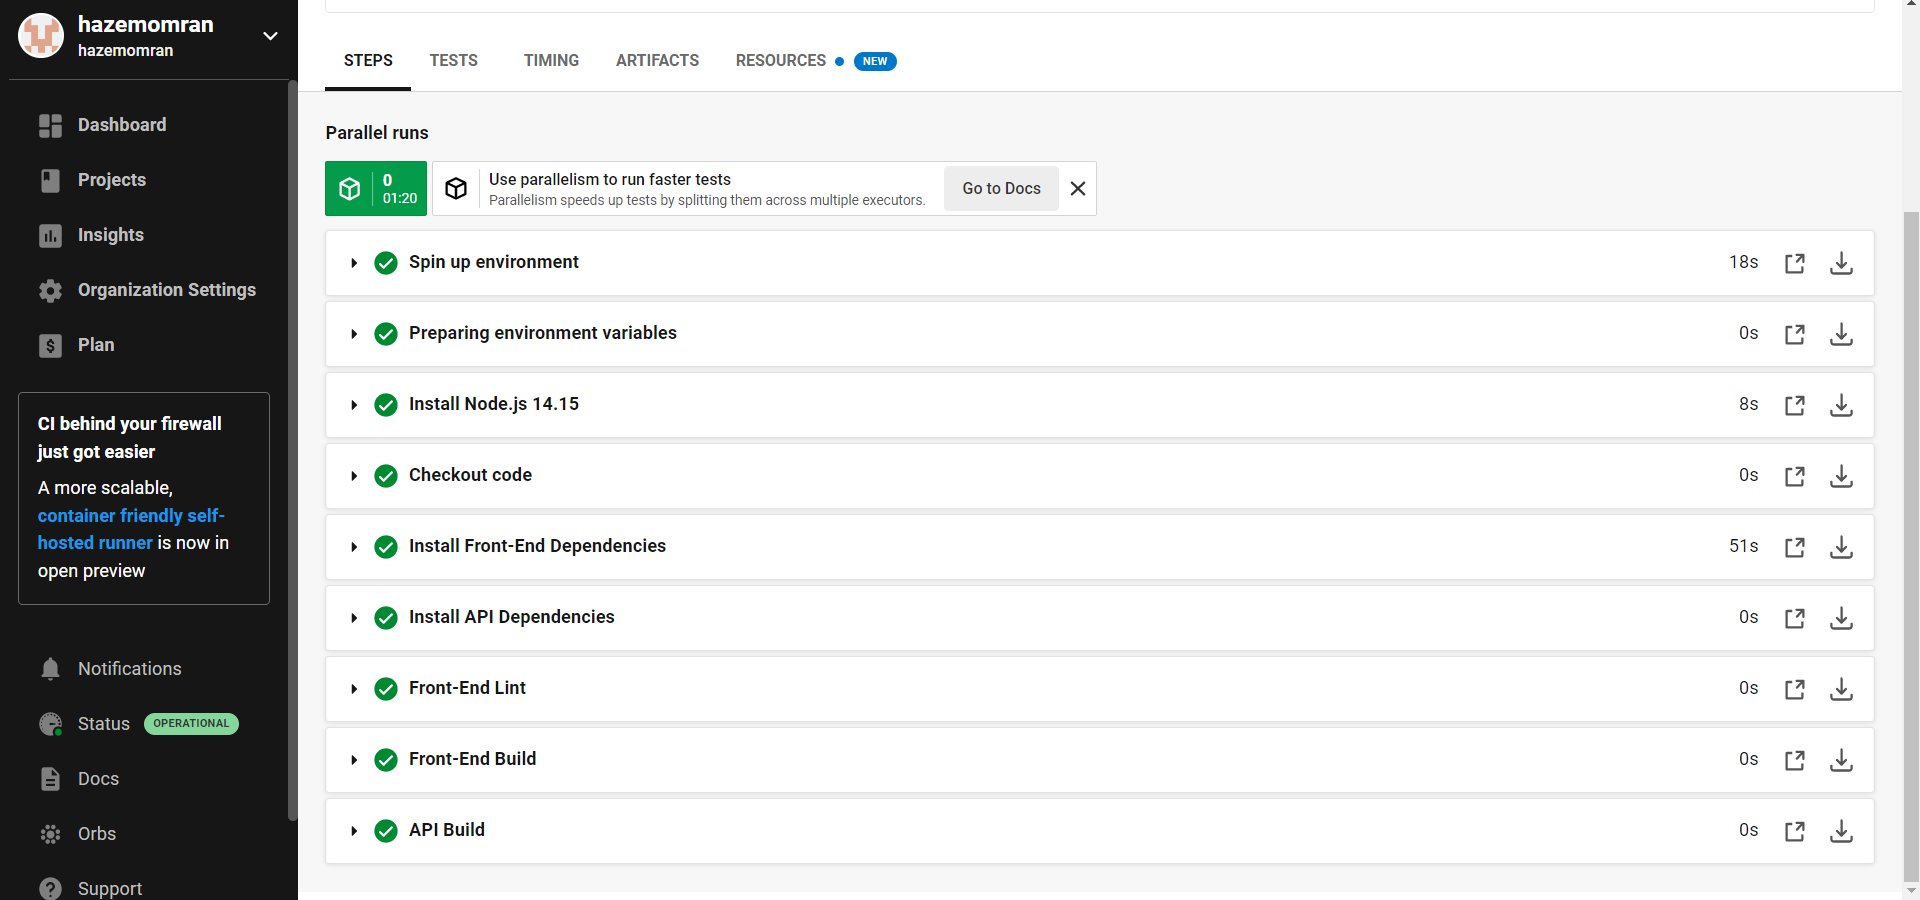 hazemomran
hazemomran
Dashboard
Projects
Insights
Organization Settings
Plan
CI behind your firewall
just got easier
A more scalable,
container friendly self-
hosted runner is now in
open preview
Notifications
Status OPERATIONAL
Docs
Orbs
Support
STEPS TESTS TIMING ARTIFACTS RESOURCES NEW
Parallel runs
0
01:20
Use parallelism to run faster tests
Parallelism speeds up tests by splitting them across multiple executors.
Go to Docs
Spin up environment 18s
Preparing environment variables 0s
Install Node.js 14.15 8s
Checkout code 0s
Install Front-End Dependencies 51s
Install API Dependencies 0s
Front-End Lint 0s
Front-End Build 0s
API Build 0s